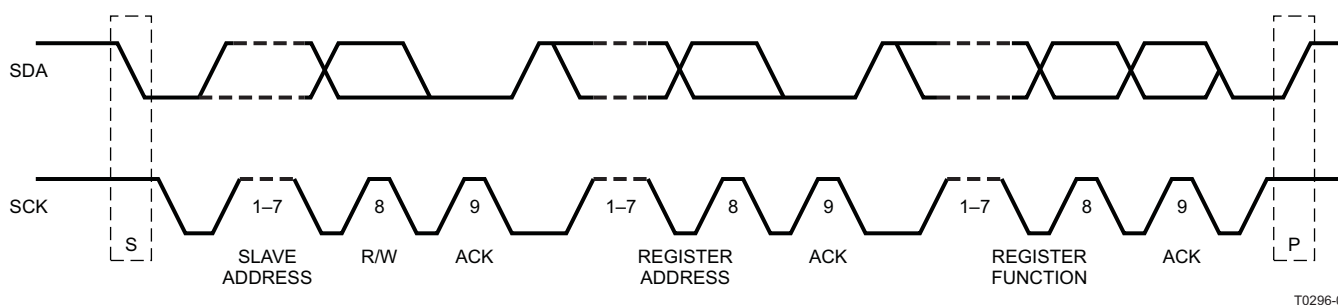 SDA
SCK
1–7
8
9
1–7
8
9
1–7
8
9
S
SLAVE
ADDRESS
R/W
ACK
REGISTER
ADDRESS
ACK
REGISTER
FUNCTION
ACK
P